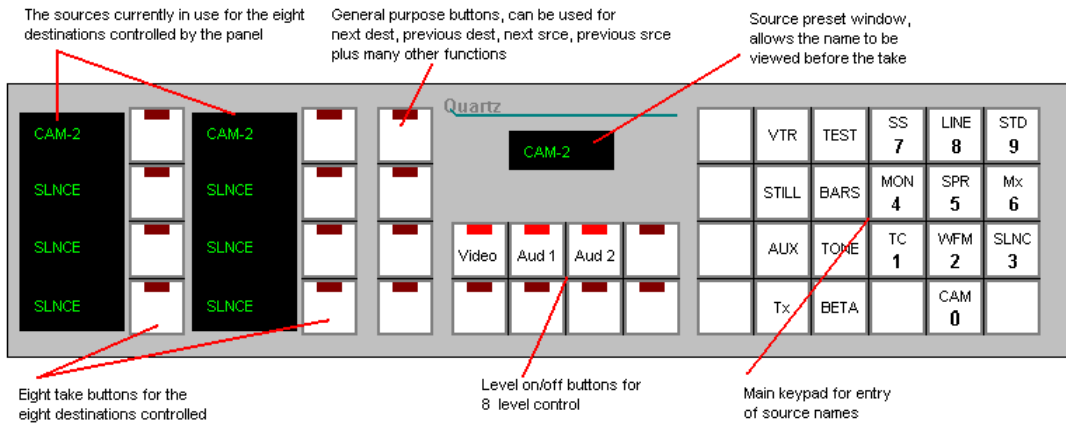 The sources currently in use for the eight
destinations controlled by the panel
General purpose buttons, can be used for
next dest, previous dest, next srce, previous srce
plus many other functions
Source preset window,
allows the name to be
viewed before the take
Quartz
CAM-2
SLNCE
SLNCE
SLNCE
CAM-2
SLNCE
SLNCE
SLNCE
CAM-2
Video Aud 1 Aud 2
VTR TEST SS LINE STD
7 8 9
STILL BARS MON SPR Mx
4 5 6
AUX TONE TC WFM SLNC
1 2 3
Tx BETA CAM
0
Eight take buttons for the
eight destinations controlled
Level on/off buttons for
8 level control
Main keypad for entry
of source names